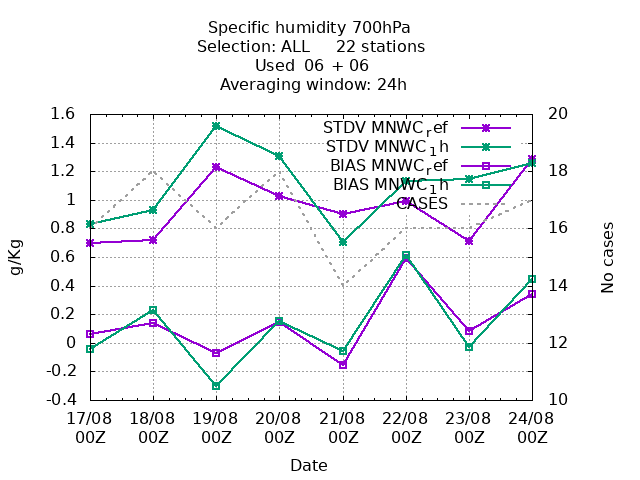 Specific humidity 700hPa
Selection: ALL 22 stations
Used 06 + 06
Averaging window: 24h
1.6
1.4
1.2
1
0.8
0.6
0.4
0.2
0
-0.2
-0.4
g/Kg
STDV MNWC_ref
STDV MNWC_1h
BIAS MNWC_ref
BIAS MNWC_1h
CASES
20
18
16
14
12
10
No cases
17/08 18/08 19/08 20/08 21/08 22/08 23/08 24/08
00Z 00Z 00Z 00Z 00Z 00Z 00Z 00Z
Date